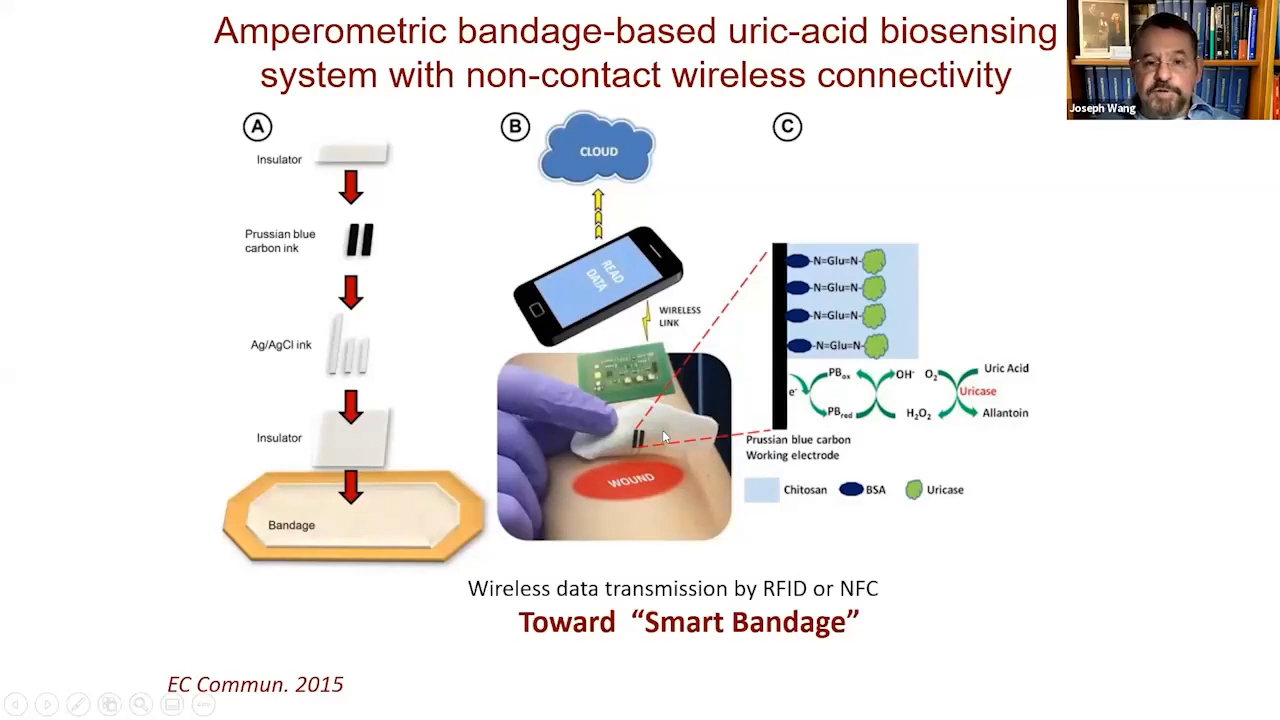 Amperometric bandage-based uric-acid biosensing
system with non-contact wireless connectivity
Joseph Wang
A
Insulator
Prussian blue
carbon ink
Ag/AgCl ink
Insulator
Bandage
B
CLOUD
READ
DATA
WIRELESS
LINK
WOUND
C
N=Glu=N
N=Glu=N
N=Glu=N
N=Glu=N
e-
PBox
PBred
OH-
H2O2
O2
Uric Acid
Uricase
Allantoin
Prussian blue carbon
Working electrode
Chitosan
BSA
Uricase
Wireless data transmission by RFID or NFC
Toward “Smart Bandage”
EC Commun. 2015